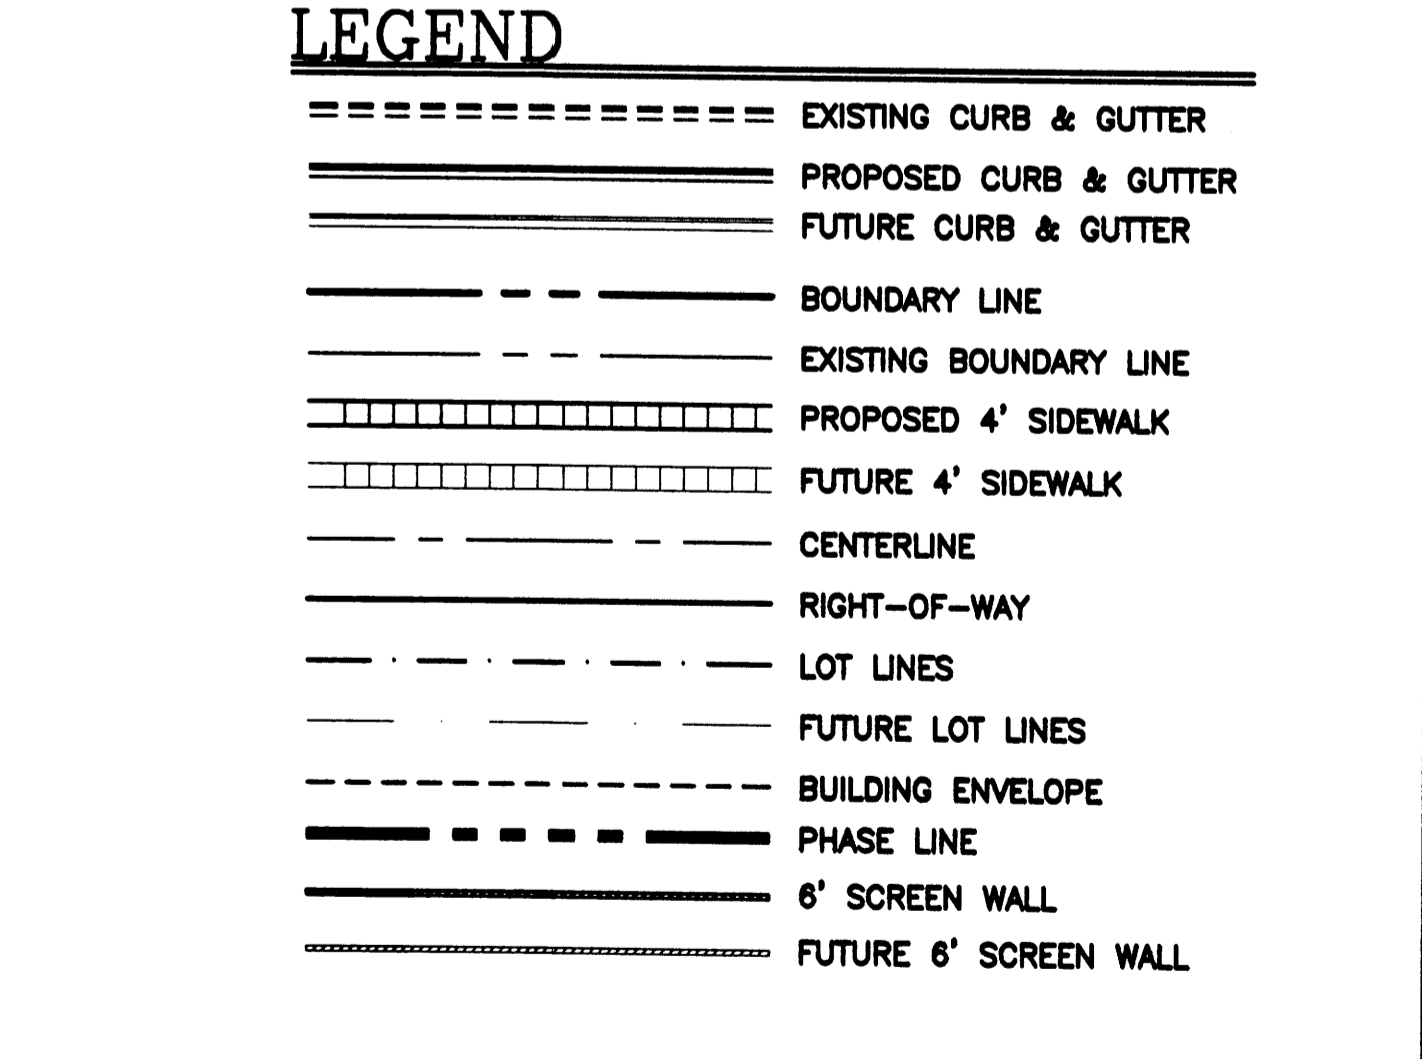 LEGEND
EXISTING CURB & GUTTER
PROPOSED CURB & GUTTER
FUTURE CURB & GUTTER
BOUNDARY LINE
EXISTING BOUNDARY LINE
PROPOSED 4' SIDEWALK
FUTURE 4' SIDEWALK
CENTERLINE
RIGHT-OF-WAY
LOT LINES
FUTURE LOT LINES
BUILDING ENVELOPE
PHASE LINE
6' SCREEN WALL
FUTURE 6' SCREEN WALL